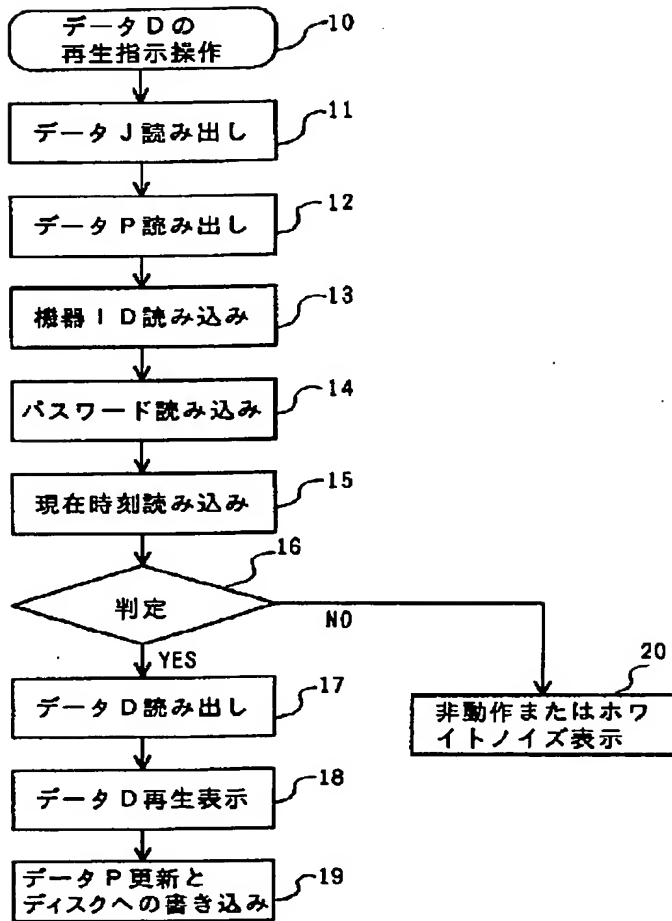 データDの
再生指示操作
10
データJ読み出し
11
データP読み出し
12
機器ID読み込み
13
パスワード読み込み
14
現在時刻読み込み
15
判定
16
NO
YES
データD読み出し
17
非動作またはホワ
イトノイズ表示
20
データD再生表示
18
データP更新と
ディスクへの書き込み
19